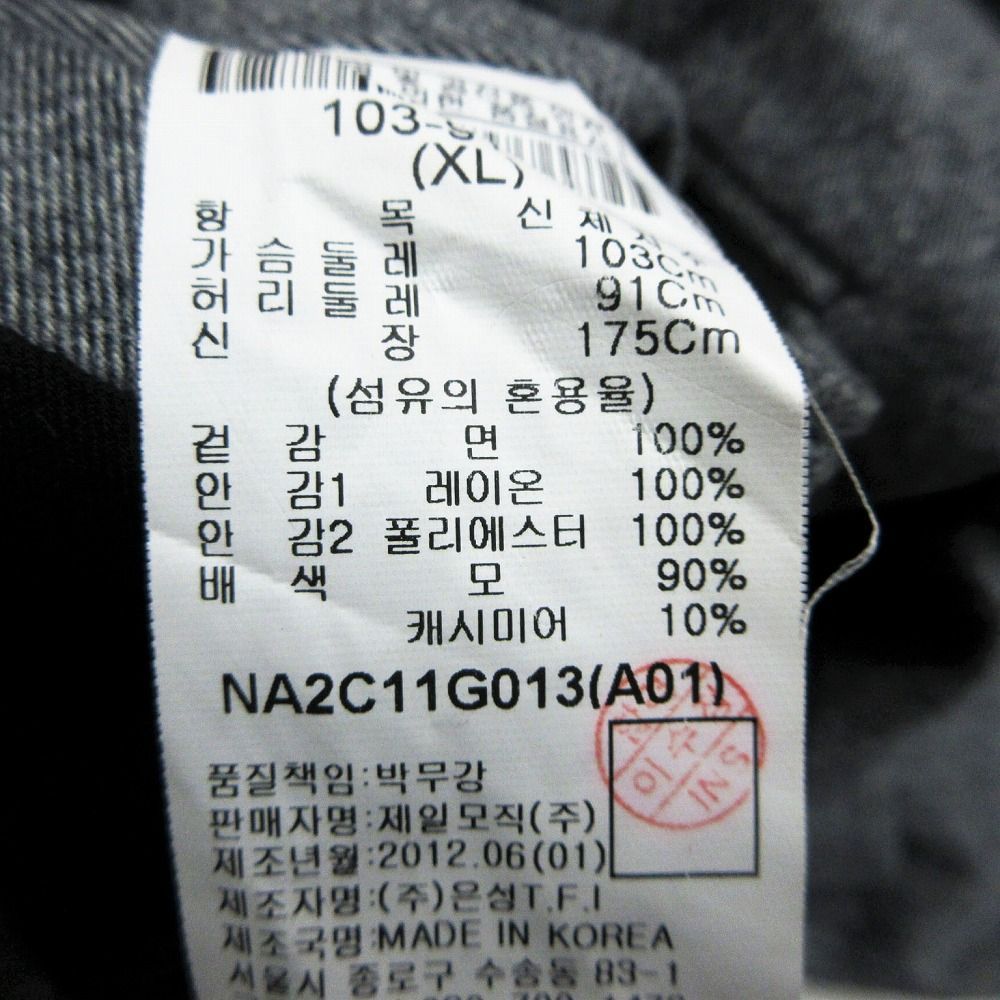 103-
(XL)
항 목 신 체
가 슴 둘 레 103Cm
허 리 둘 레 91Cm
신 장 175Cm
(섬유의 혼용율)
겉 감 면 100%
안 감1 레이온 100%
안 감2 폴리에스터 100%
배 색 모 90%
캐시미어 10%
NA2C11G013(A01)
품질책임:박무강
판매자명:제일모직(주)
제조년월:2012.06(01)
제조자명:(주)은성T.F.I
제조국명:MADE IN KOREA
서울시 종로구 수송동 83-1